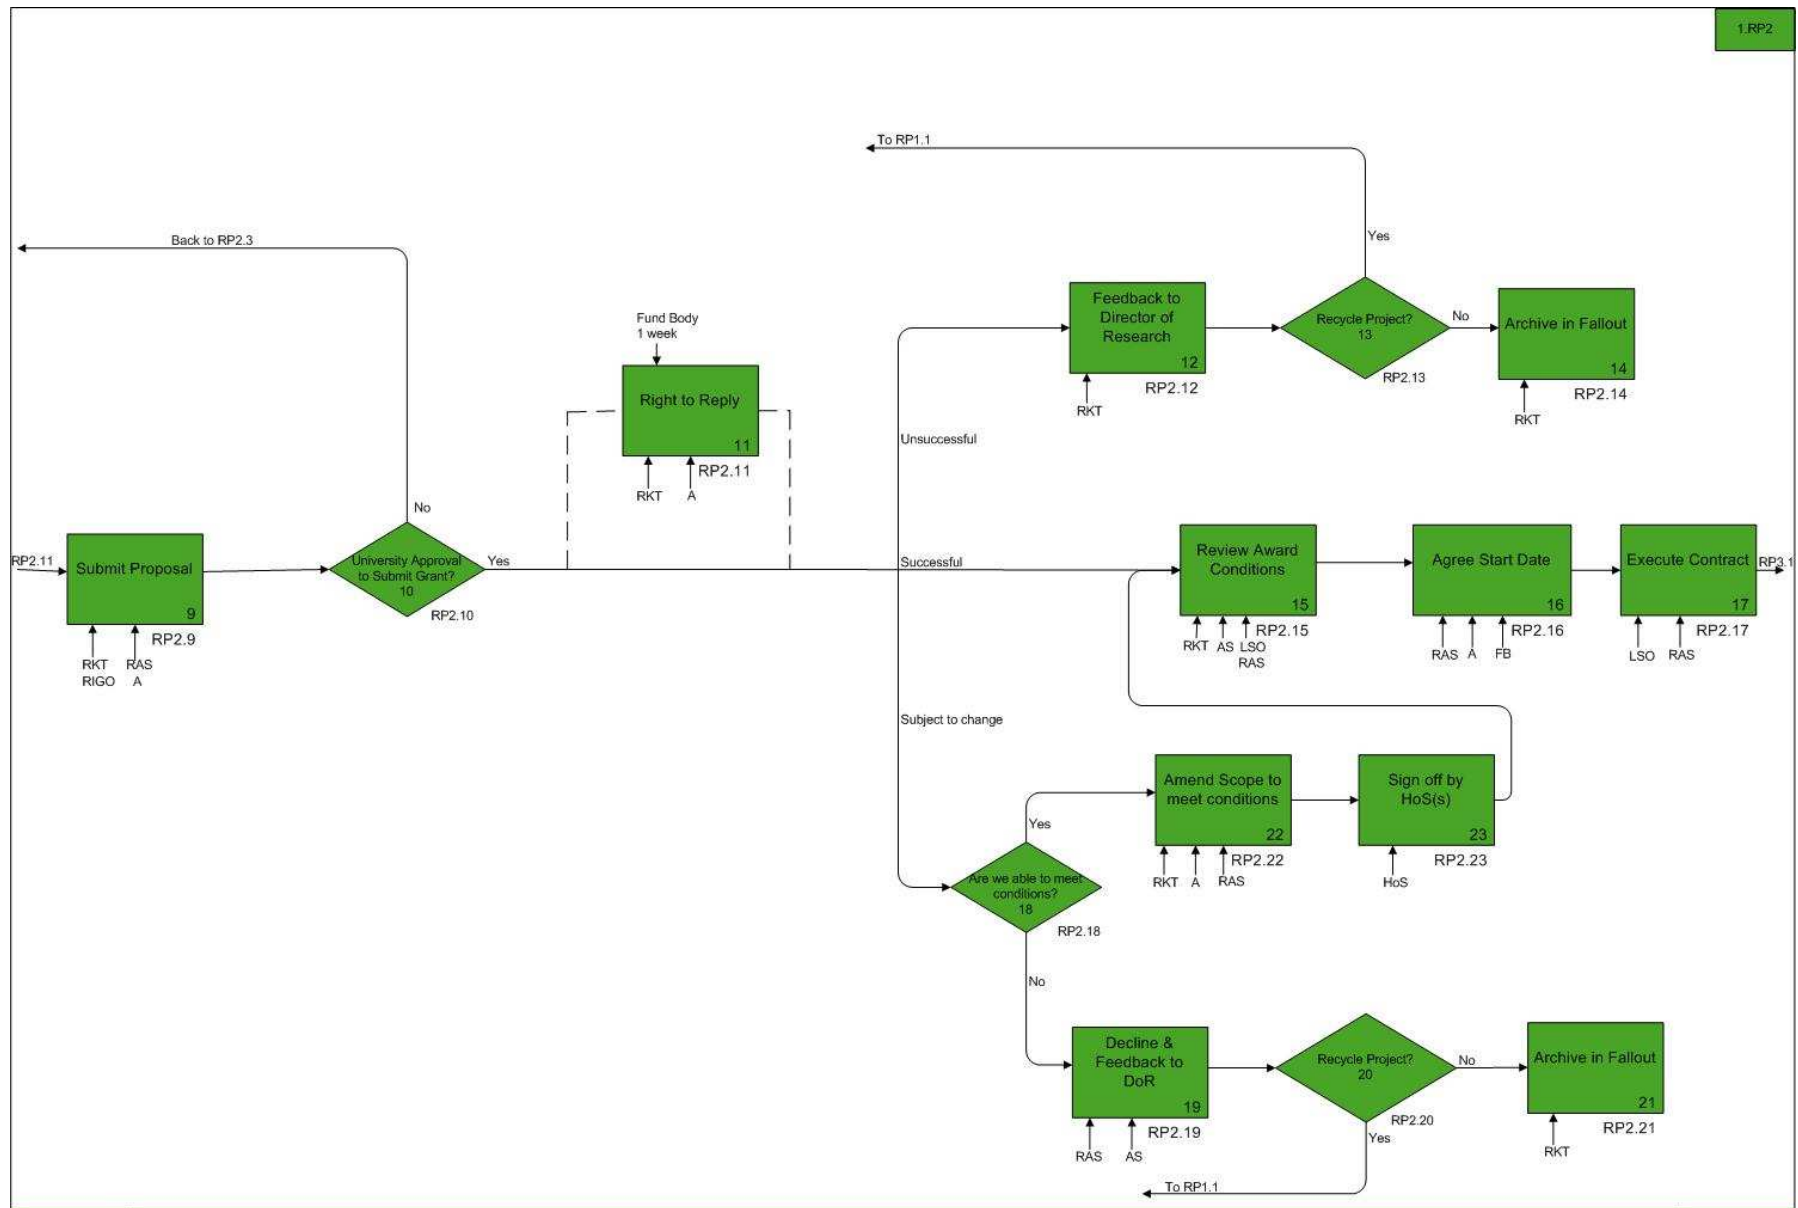 1.RP2
To RP1.1
Back to RP2.3
Yes
Feedback to
Director of
Research
12
RP2.12
RKT
Recycle Project?
13
RP2.13
No
Archive in Fallout
14
RP2.14
RKT
Fund Body
1 week
Right to Reply
11
RP2.11
RKT
A
Unsuccessful
No
RP2.11
Submit Proposal
9
RP2.9
RKT
RIGO
RAS
A
University Approval
to Submit Grant?
10
RP2.10
Yes
Successful
Review Award
Conditions
15
RP2.15
RKT
AS
LSO
RAS
Agree Start Date
16
RP2.16
RAS
A
FB
Execute Contract
17
RP2.17
LSO
RAS
RP3.1
Subject to change
Amend Scope to
meet conditions
22
RP2.22
RKT
A
RAS
Sign off by
HoS(s)
23
RP2.23
HoS
Yes
Are we able to meet
conditions?
18
RP2.18
No
Decline &
Feedback to
DoR
19
RP2.19
RAS
AS
Recycle Project?
20
RP2.20
No
Archive in Fallout
21
RP2.21
RKT
Yes
To RP1.1